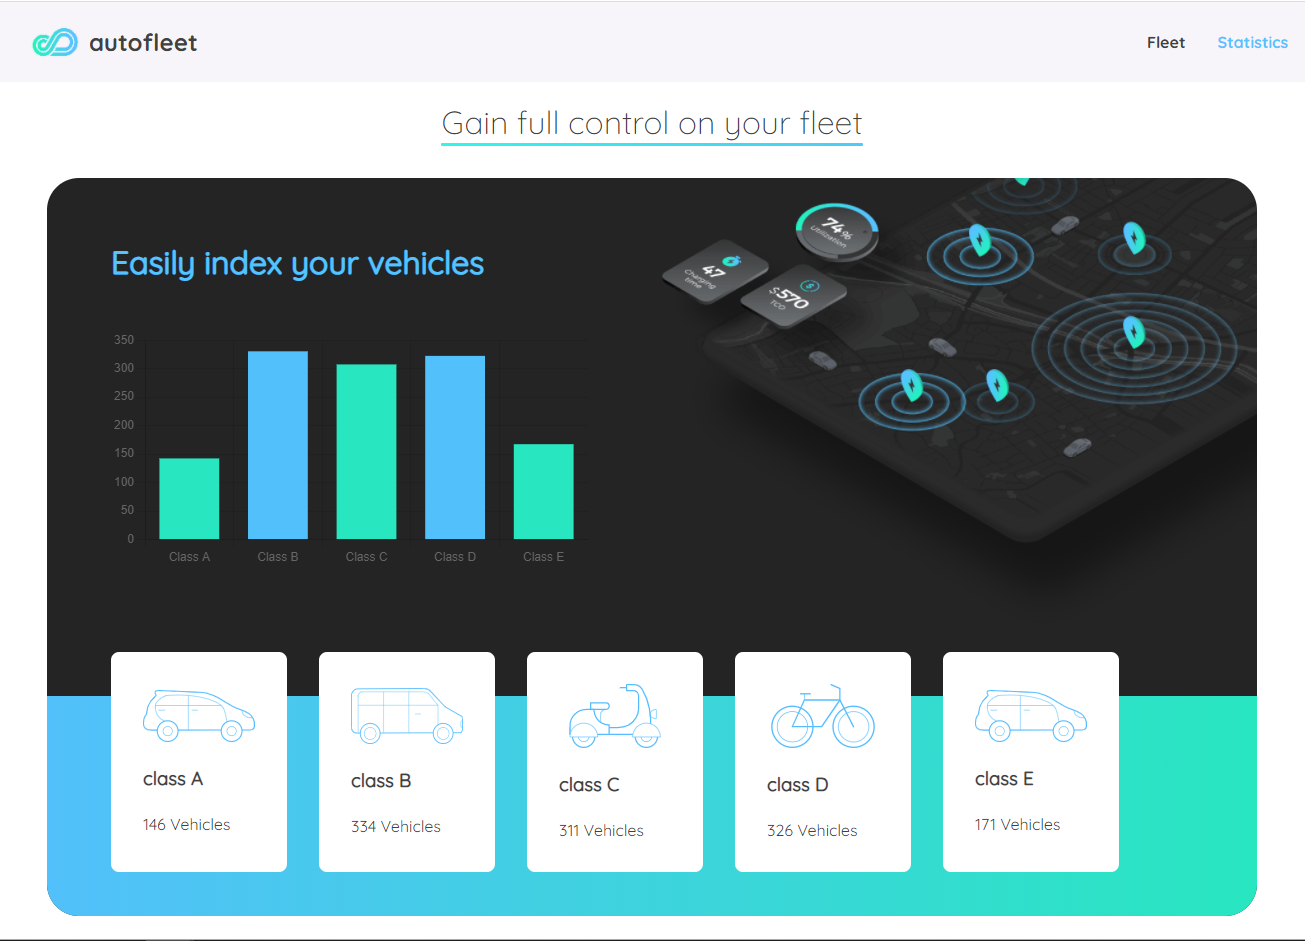 autofleet
Fleet
Statistics
Gain full control on your fleet
Easily index your vehicles
74%
Utilization
47
Charging
time
$570
TCO
350
300
250
200
150
100
50
0
Class A
Class B
Class C
Class D
Class E
class A
146 Vehicles
class B
334 Vehicles
class C
311 Vehicles
class D
326 Vehicles
class E
171 Vehicles